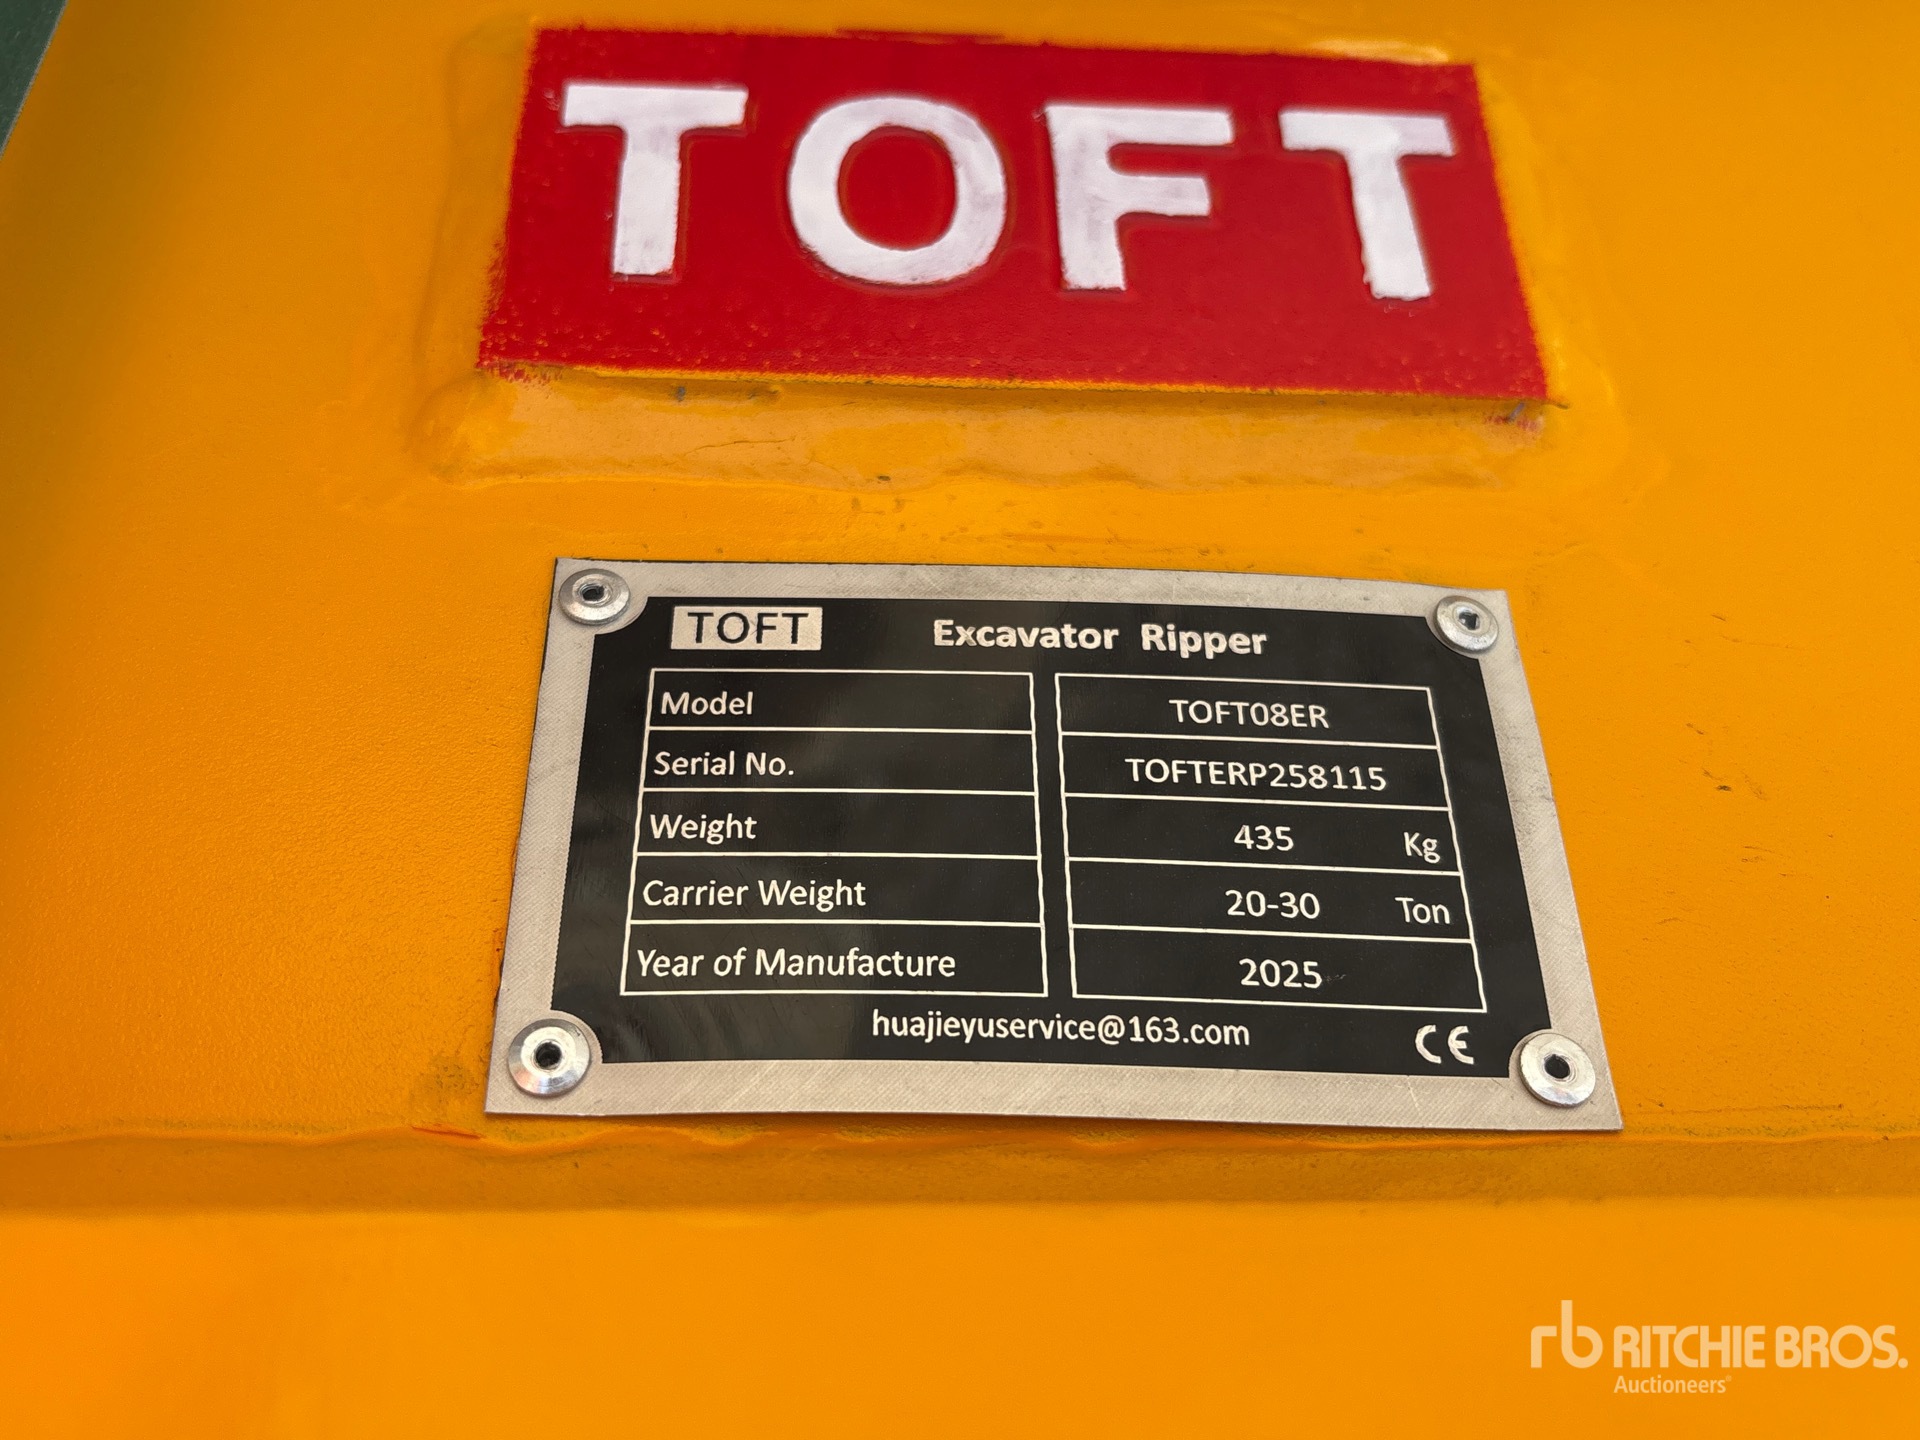 TOFT
TOFT Excavator Ripper
Model TOFT08ER
Serial No. TOFTERP258115
Weight 435 Kg
Carrier Weight 20-30 Ton
Year of Manufacture 2025
huajieyuservice@163.com CE
rb RITCHIE BROS.
Auctioneers®